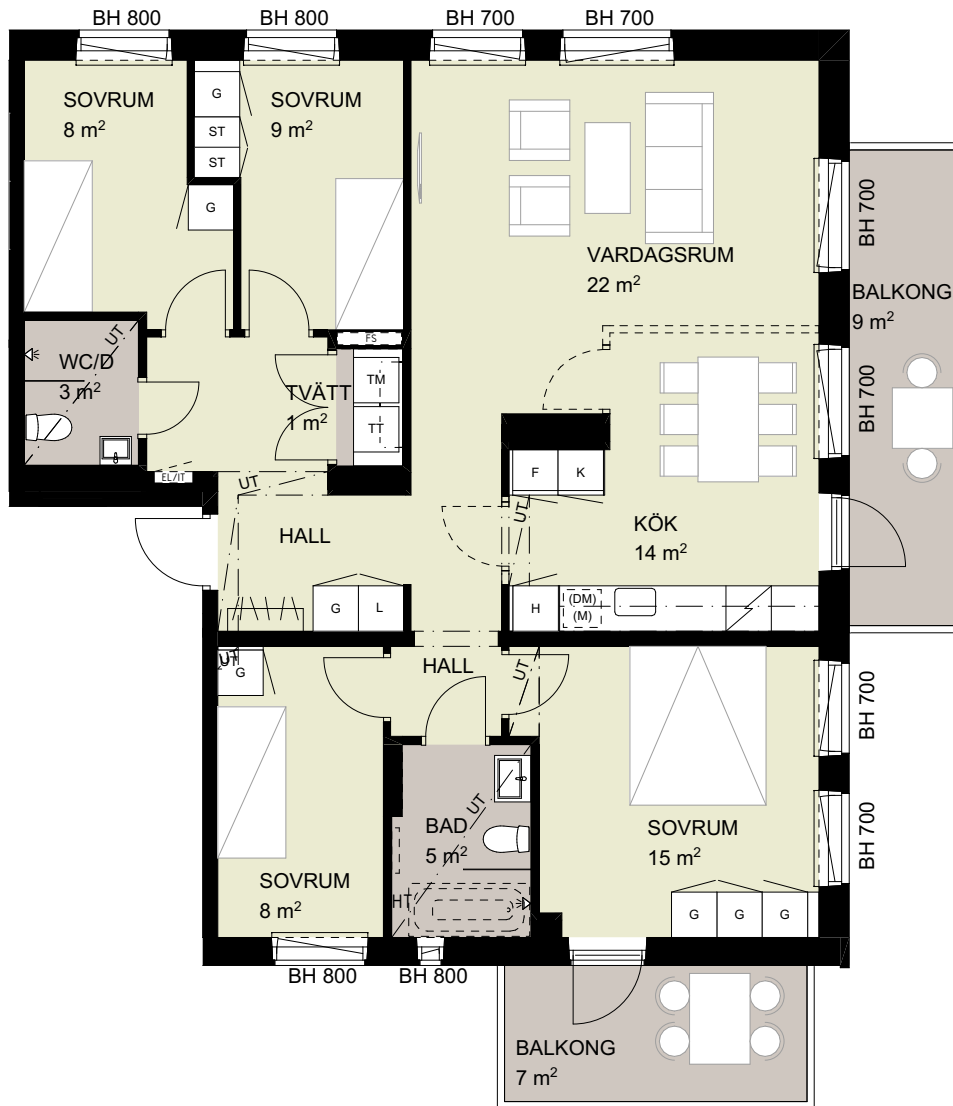 BH 800
BH 800
BH 700
BH 700
SOVRUM
8 m²
G
ST
ST
G
SOVRUM
9 m²
VARDAGSRUM
22 m²
BH 700
BALKONG
9 m²
BH 700
UT
WC/D
3 m²
FS
TVÄTT
1 m²
TM
TT
EL/IT
UT
F
K
UT
HALL
KÖK
14 m²
G
L
H
(DM)
(M)
UT
G
HALL
UT
BH 700
SOVRUM
8 m²
UT
BAD
5 m²
HT
SOVRUM
15 m²
BH 700
G
G
G
BH 800
BH 800
BALKONG
7 m²